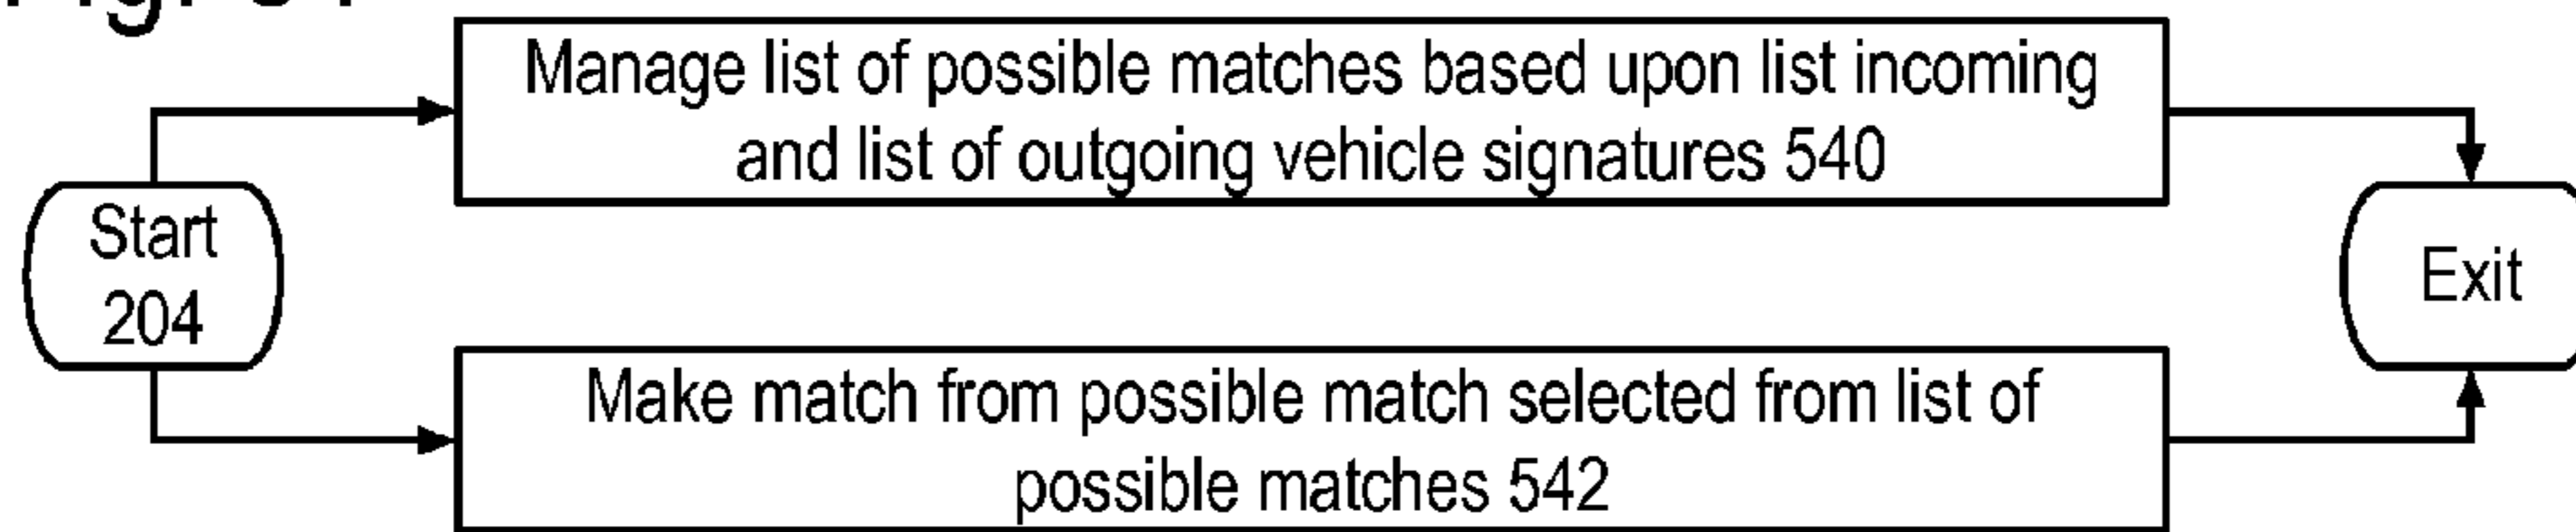 Manage list of possible matches based upon list incoming
and list of outgoing vehicle signatures 540
Start
204
Exit
Make match from possible match selected from list of
possible matches 542